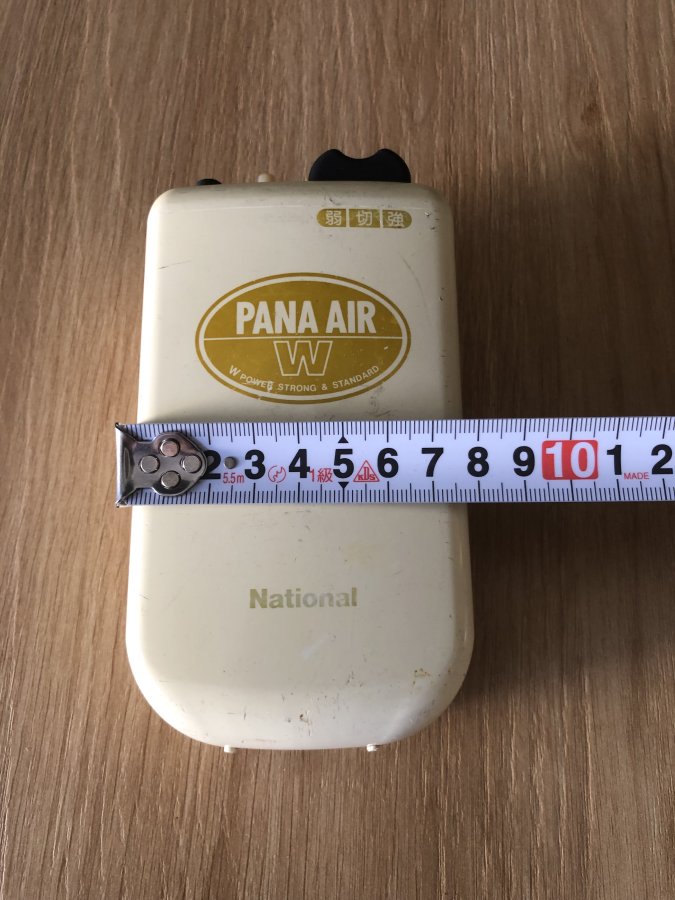 弱 切 強
PANA AIR
W
W POWER STRONG & STANDARD
2 3 4 5 6 7 8 9 10 1 2
5.5m 1級 MADE
National